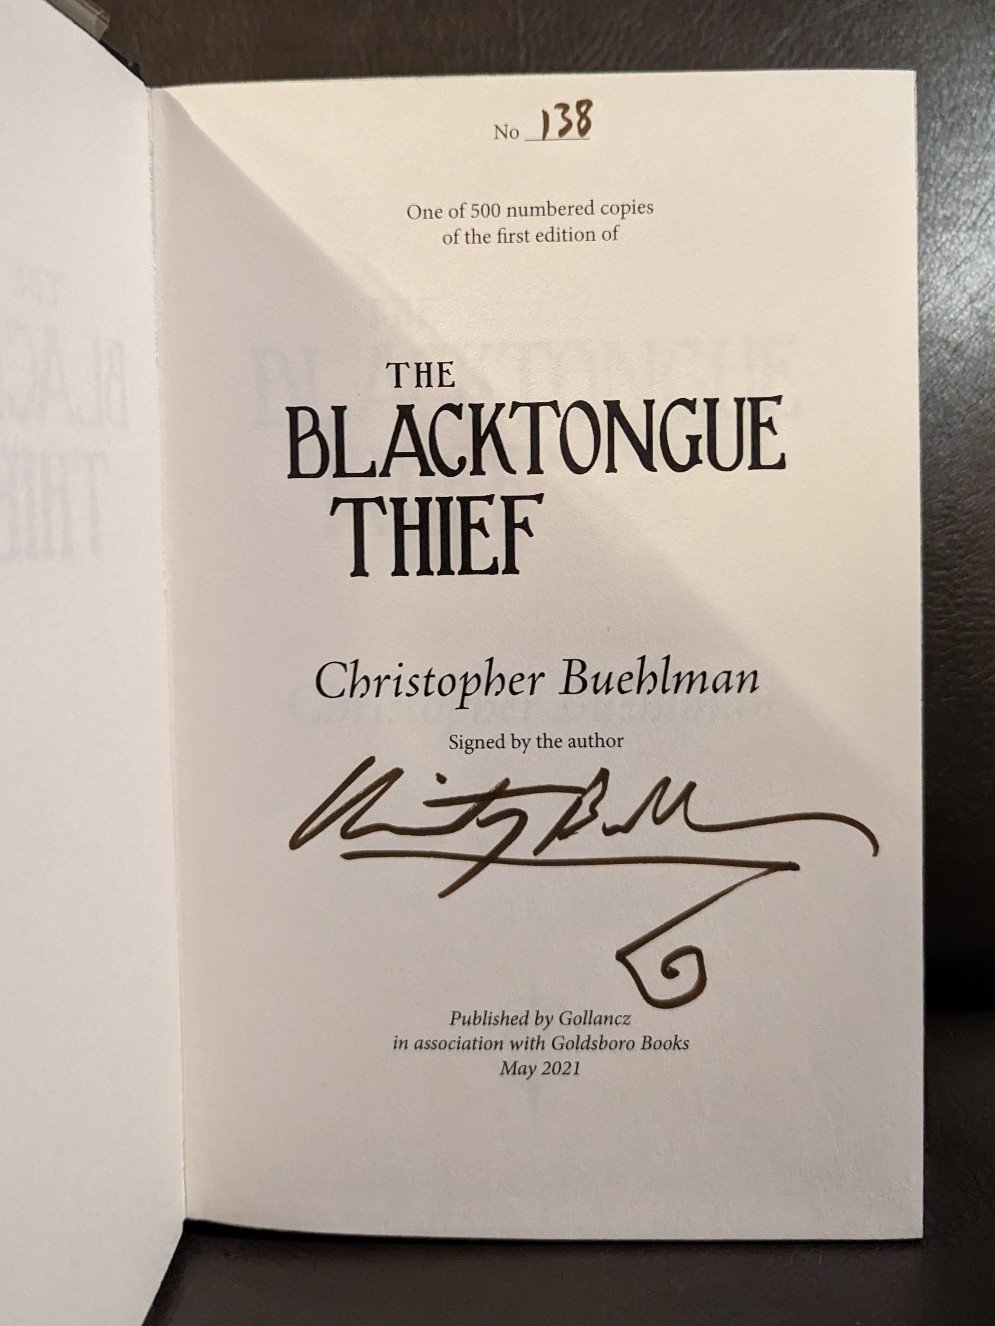 No 138
One of 500 numbered copies
of the first edition of
THE
BLACKTONGUE
THIEF
Christopher Buehlman
Signed by the author
Published by Gollancz
in association with Goldsboro Books
May 2021